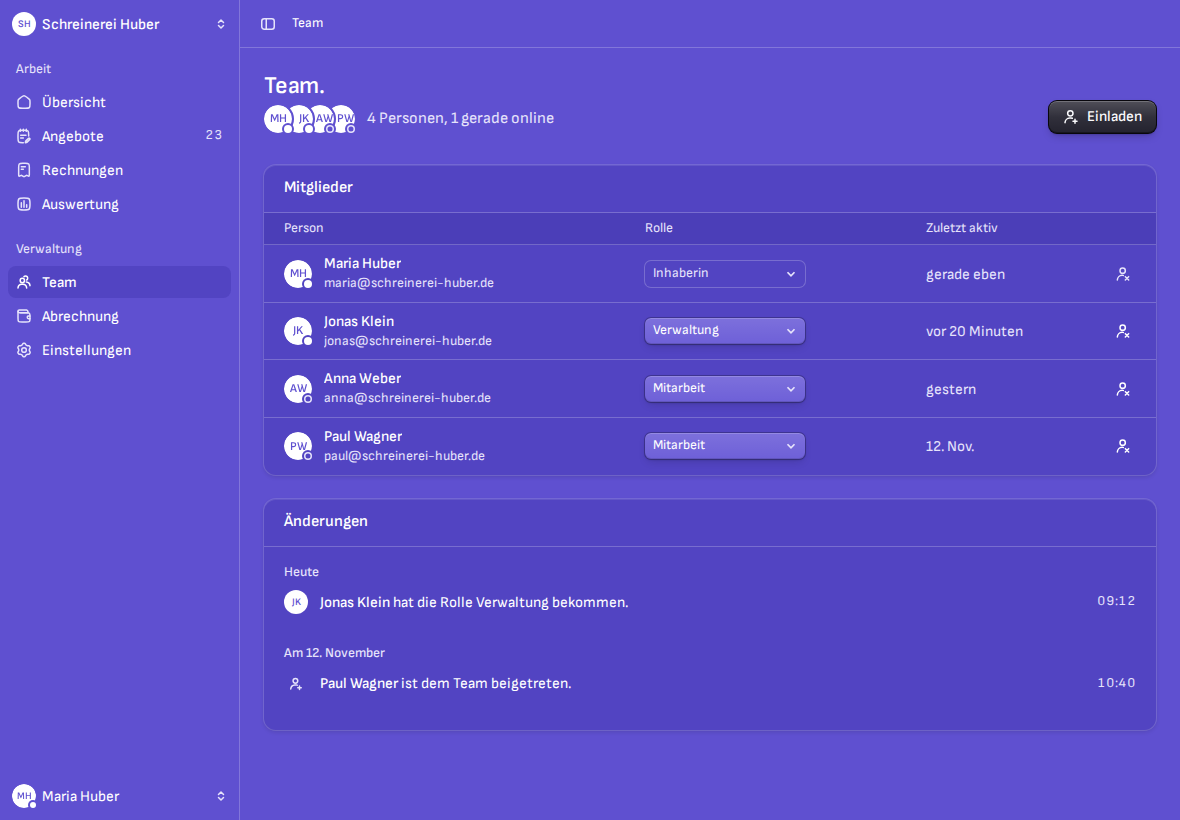 SH Schreinerei Huber
Arbeit
Übersicht
Angebote 23
Rechnungen
Auswertung
Verwaltung
Team
Abrechnung
Einstellungen
MH Maria Huber
Team
Team.
MH JK AW PW 4 Personen, 1 gerade online
Einladen
Mitglieder
Person Rolle Zuletzt aktiv
MH Maria Huber
maria@schreinerei-huber.de
Inhaberin
gerade eben
JK Jonas Klein
jonas@schreinerei-huber.de
Verwaltung
vor 20 Minuten
AW Anna Weber
anna@schreinerei-huber.de
Mitarbeit
gestern
PW Paul Wagner
paul@schreinerei-huber.de
Mitarbeit
12. Nov.
Änderungen
Heute
JK Jonas Klein hat die Rolle Verwaltung bekommen. 09:12
Am 12. November
Paul Wagner ist dem Team beigetreten. 10:40